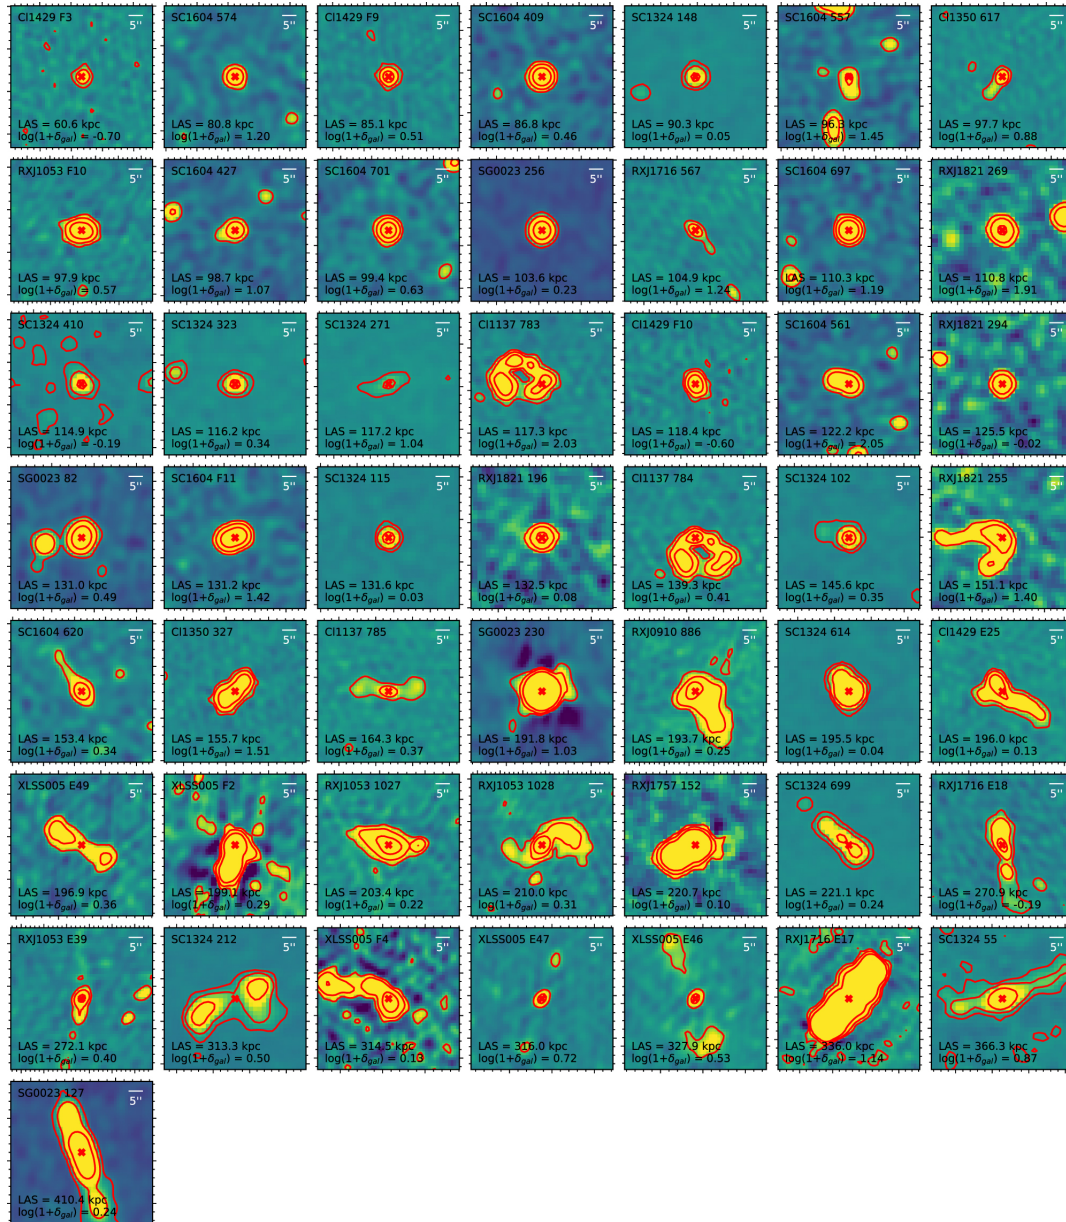 Cl1429 F3
5''
LAS = 60.6 kpc
log(1+δgal) = -0.70
SC1604 574
5''
LAS = 80.8 kpc
log(1+δgal) = 1.20
Cl1429 F9
5''
LAS = 85.1 kpc
log(1+δgal) = 0.51
SC1604 409
5''
LAS = 86.8 kpc
log(1+δgal) = 0.46
SC1324 148
5''
LAS = 90.3 kpc
log(1+δgal) = 0.05
SC1604 557
5''
LAS = 96.3 kpc
log(1+δgal) = 1.45
Cl1350 617
5''
LAS = 97.7 kpc
log(1+δgal) = 0.88
RXJ1053 F10
5''
LAS = 97.9 kpc
log(1+δgal) = 0.57
SC1604 427
5''
LAS = 98.7 kpc
log(1+δgal) = 1.07
SC1604 701
5''
LAS = 99.4 kpc
log(1+δgal) = 0.63
SG0023 256
5''
LAS = 103.6 kpc
log(1+δgal) = 0.23
RXJ1716 567
5''
LAS = 104.9 kpc
log(1+δgal) = 1.24
SC1604 697
5''
LAS = 110.3 kpc
log(1+δgal) = 1.19
RXJ1821 269
5''
LAS = 110.8 kpc
log(1+δgal) = 1.91
SC1324 410
5''
LAS = 114.9 kpc
log(1+δgal) = -0.19
SC1324 323
5''
LAS = 116.2 kpc
log(1+δgal) = 0.34
SC1324 271
5''
LAS = 117.2 kpc
log(1+δgal) = 1.04
Cl1137 783
5''
LAS = 117.3 kpc
log(1+δgal) = 2.03
Cl1429 F10
5''
LAS = 118.4 kpc
log(1+δgal) = -0.60
SC1604 561
5''
LAS = 122.2 kpc
log(1+δgal) = 2.05
RXJ1821 294
5''
LAS = 125.5 kpc
log(1+δgal) = -0.02
SG0023 82
5''
LAS = 131.0 kpc
log(1+δgal) = 0.49
SC1604 F11
5''
LAS = 131.2 kpc
log(1+δgal) = 1.42
SC1324 115
5''
LAS = 131.6 kpc
log(1+δgal) = 0.03
RXJ1821 196
5''
LAS = 132.5 kpc
log(1+δgal) = 0.08
Cl1137 784
5''
LAS = 139.3 kpc
log(1+δgal) = 0.41
SC1324 102
5''
LAS = 145.6 kpc
log(1+δgal) = 0.35
RXJ1821 255
5''
LAS = 151.1 kpc
log(1+δgal) = 1.40
SC1604 620
5''
LAS = 153.4 kpc
log(1+δgal) = 0.34
Cl1350 327
5''
LAS = 155.7 kpc
log(1+δgal) = 1.51
Cl1137 785
5''
LAS = 164.3 kpc
log(1+δgal) = 0.37
SG0023 230
5''
LAS = 191.8 kpc
log(1+δgal) = 1.03
RXJ0910 886
5''
LAS = 193.7 kpc
log(1+δgal) = 0.25
SC1324 614
5''
LAS = 195.5 kpc
log(1+δgal) = 0.04
Cl1429 E25
5''
LAS = 196.0 kpc
log(1+δgal) = 0.13
XLSS005 E49
5''
LAS = 196.9 kpc
log(1+δgal) = 0.36
XLSS005 F2
5''
LAS = 199.1 kpc
log(1+δgal) = 0.29
RXJ1053 1027
5''
LAS = 203.4 kpc
log(1+δgal) = 0.22
RXJ1053 1028
5''
LAS = 210.0 kpc
log(1+δgal) = 0.31
RXJ1757 152
5''
LAS = 220.7 kpc
log(1+δgal) = 0.10
SC1324 699
5''
LAS = 221.1 kpc
log(1+δgal) = 0.24
RXJ1716 E18
5''
LAS = 270.9 kpc
log(1+δgal) = -0.19
RXJ1053 E39
5''
LAS = 272.1 kpc
log(1+δgal) = 0.40
SC1324 212
5''
LAS = 313.3 kpc
log(1+δgal) = 0.50
XLSS005 F4
5''
LAS = 314.5 kpc
log(1+δgal) = 0.13
XLSS005 E47
5''
LAS = 316.0 kpc
log(1+δgal) = 0.72
XLSS005 E46
5''
LAS = 327.9 kpc
log(1+δgal) = 0.53
RXJ1716 E17
5''
LAS = 336.0 kpc
log(1+δgal) = 1.14
SC1324 55
5''
LAS = 366.3 kpc
log(1+δgal) = 0.87
SG0023 127
5''
LAS = 410.4 kpc
log(1+δgal) = 0.24